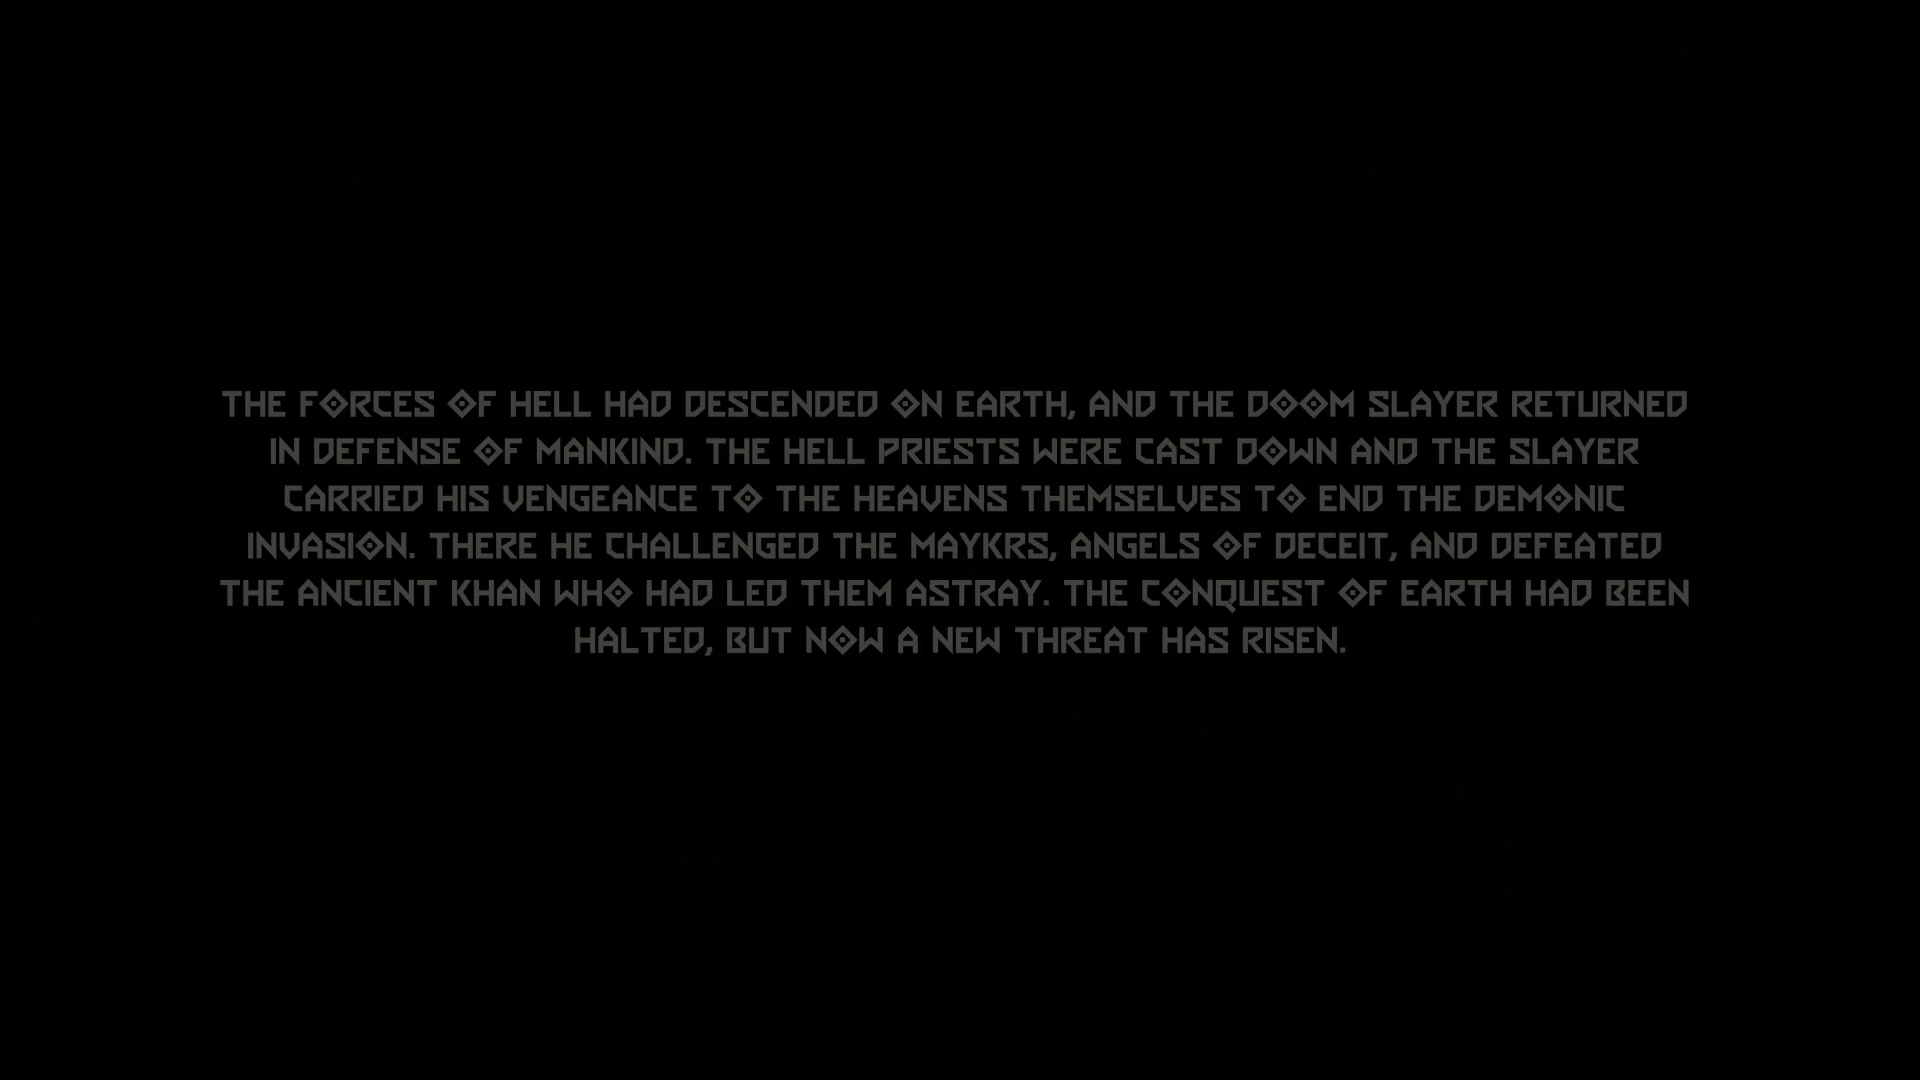 THE FORCES OF HELL HAD DESCENDED ON EARTH, AND THE DOOM SLAYER RETURNED
IN DEFENSE OF MANKIND. THE HELL PRIESTS WERE CAST DOWN AND THE SLAYER
CARRIED HIS VENGEANCE TO THE HEAVENS THEMSELVES TO END THE DEMONIC
INVASION. THERE HE CHALLENGED THE MAYKRS, ANGELS OF DECEIT, AND DEFEATED
THE ANCIENT KHAN WHO HAD LED THEM ASTRAY. THE CONQUEST OF EARTH HAD BEEN
HALTED, BUT NOW A NEW THREAT HAS RISEN.